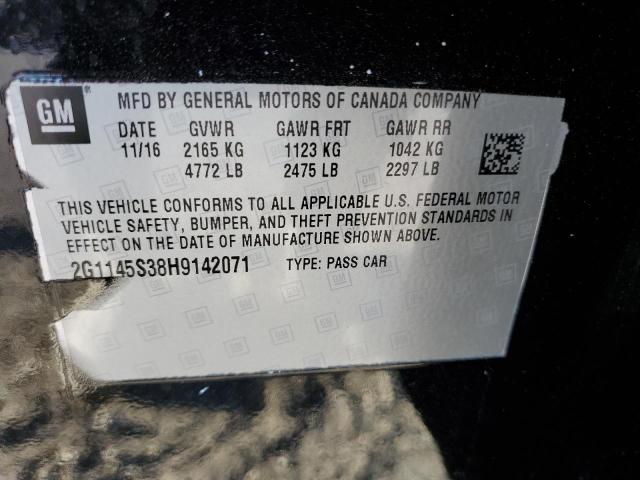 GM
MFD BY GENERAL MOTORS OF CANADA COMPANY
DATE GVWR GAWR FRT GAWR RR
11/16 2165 KG 1123 KG 1042 KG
4772 LB 2475 LB 2297 LB
THIS VEHICLE CONFORMS TO ALL APPLICABLE U.S. FEDERAL MOTOR
VEHICLE SAFETY, BUMPER, AND THEFT PREVENTION STANDARDS IN
EFFECT ON THE DATE OF MANUFACTURE SHOWN ABOVE.
2G1145S38H9142071 TYPE: PASS CAR